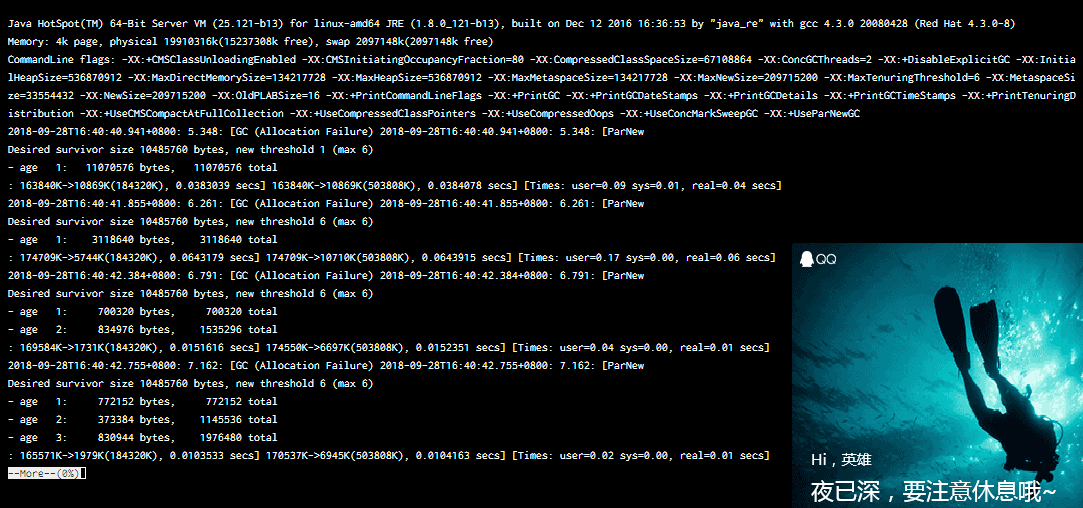 Java HotSpot(TM) 64-Bit Server VM (25.121-b13) for linux-amd64 JRE (1.8.0_121-b13), built on Dec 12 2016 16:36:53 by "java_re" with gcc 4.3.0 20080428 (Red Hat 4.3.0-8)
Memory: 4k page, physical 19910316k(15237308k free), swap 2097148k(2097148k free)
CommandLine flags: -XX:+CMSClassUnloadingEnabled -XX:CMSInitiatingOccupancyFraction=80 -XX:CompressedClassSpaceSize=67108864 -XX:ConcGCThreads=2 -XX:+DisableExplicitGC -XX:Initia
lHeapSize=536870912 -XX:MaxDirectMemorySize=134217728 -XX:MaxHeapSize=536870912 -XX:MaxMetaspaceSize=134217728 -XX:MaxNewSize=209715200 -XX:MaxTenuringThreshold=6 -XX:MetaspaceSi
ze=33554432 -XX:NewSize=209715200 -XX:OldPLABSize=16 -XX:+PrintCommandLineFlags -XX:+PrintGC -XX:+PrintGCDateStamps -XX:+PrintGCDetails -XX:+PrintGCTimeStamps -XX:+PrintTenuringD
istribution -XX:+UseCMSCompactAtFullCollection -XX:+UseCompressedClassPointers -XX:+UseCompressedOops -XX:+UseConcMarkSweepGC -XX:+UseParNewGC
2018-09-28T16:40:40.941+0800: 5.348: [GC (Allocation Failure) 2018-09-28T16:40:40.941+0800: 5.348: [ParNew
Desired survivor size 10485760 bytes, new threshold 1 (max 6)
- age   1:   11070576 bytes,   11070576 total
: 163840K->10869K(184320K), 0.0383039 secs] 163840K->10869K(503808K), 0.0384078 secs] [Times: user=0.09 sys=0.01, real=0.04 secs]
2018-09-28T16:40:41.855+0800: 6.261: [GC (Allocation Failure) 2018-09-28T16:40:41.855+0800: 6.261: [ParNew
Desired survivor size 10485760 bytes, new threshold 6 (max 6)
- age   1:    3118640 bytes,    3118640 total
: 174709K->5744K(184320K), 0.0643179 secs] 174709K->10710K(503808K), 0.0643915 secs] [Times: user=0.17 sys=0.00, real=0.06 secs]
2018-09-28T16:40:42.384+0800: 6.791: [GC (Allocation Failure) 2018-09-28T16:40:42.384+0800: 6.791: [ParNew
Desired survivor size 10485760 bytes, new threshold 6 (max 6)
- age   1:     700320 bytes,     700320 total
- age   2:     834976 bytes,    1535296 total
: 169584K->1731K(184320K), 0.0151616 secs] 174550K->6697K(503808K), 0.0152351 secs] [Times: user=0.04 sys=0.00, real=0.01 secs]
2018-09-28T16:40:42.755+0800: 7.162: [GC (Allocation Failure) 2018-09-28T16:40:42.755+0800: 7.162: [ParNew
Desired survivor size 10485760 bytes, new threshold 6 (max 6)
- age   1:     772152 bytes,     772152 total
- age   2:     373384 bytes,    1145536 total
- age   3:     830944 bytes,    1976480 total
: 165571K->1979K(184320K), 0.0103533 secs] 170537K->6945K(503808K), 0.0104163 secs] [Times: user=0.02 sys=0.00, real=0.01 secs]
--More--(0%)
QQ
Hi，英雄
夜已深，要注意休息哦~